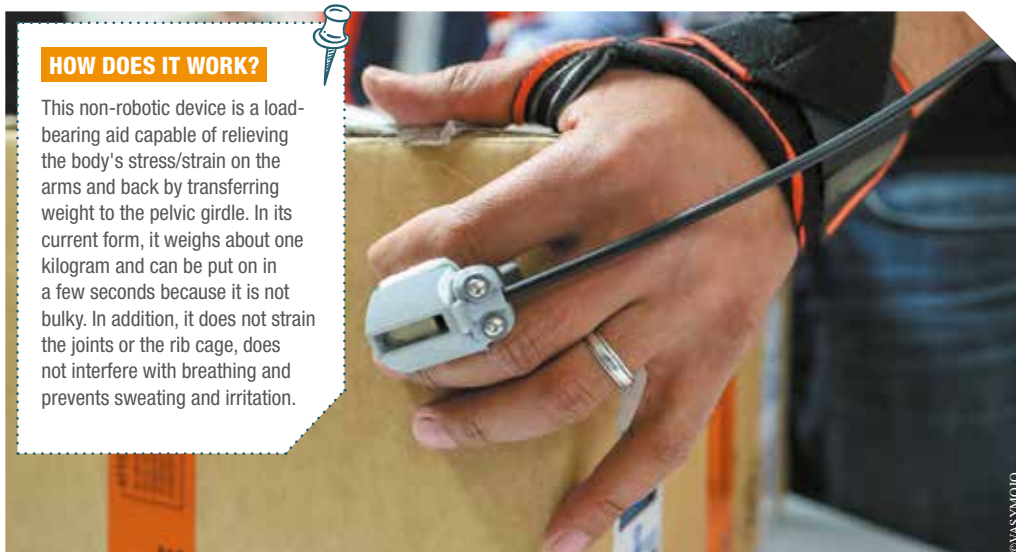 HOW DOES IT WORK?
This non-robotic device is a load-
bearing aid capable of relieving
the body's stress/strain on the
arms and back by transferring
weight to the pelvic girdle. In its
current form, it weighs about one
kilogram and can be put on in
a few seconds because it is not
bulky. In addition, it does not strain
the joints or the rib cage, does
not interfere with breathing and
prevents sweating and irritation.
©VASYMOJO